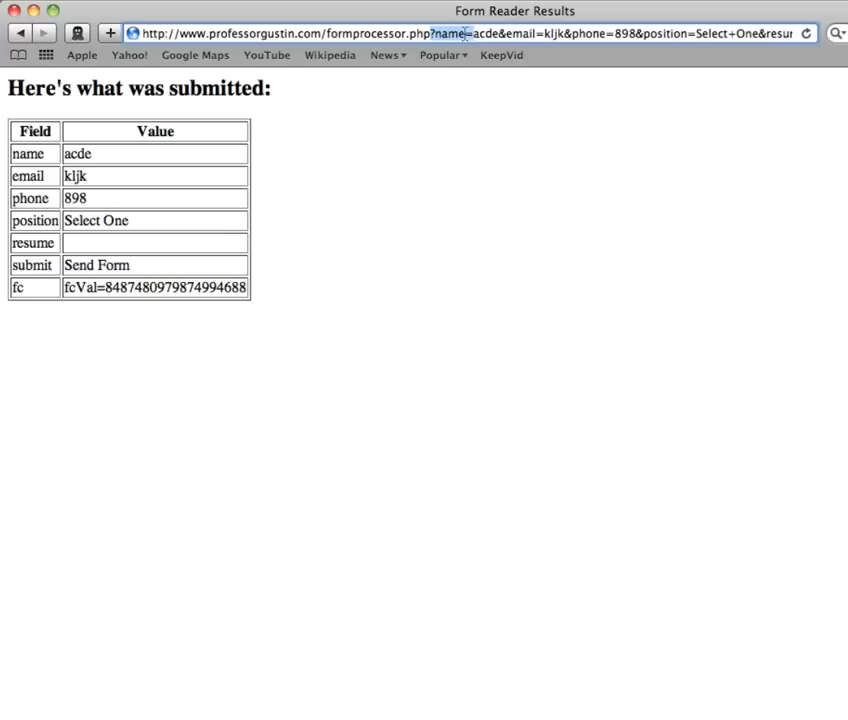 Form Reader Results
http://www.professorgustin.com/formprocessor.php?name=acde&email=kljk&phone=898&position=Select+One&resur
Apple Yahoo! Google Maps YouTube Wikipedia News Popular KeepVid
Here's what was submitted:
Field Value
name acde
email kljk
phone 898
position Select One
resume
submit Send Form
fc fcVal=8487480979874994688